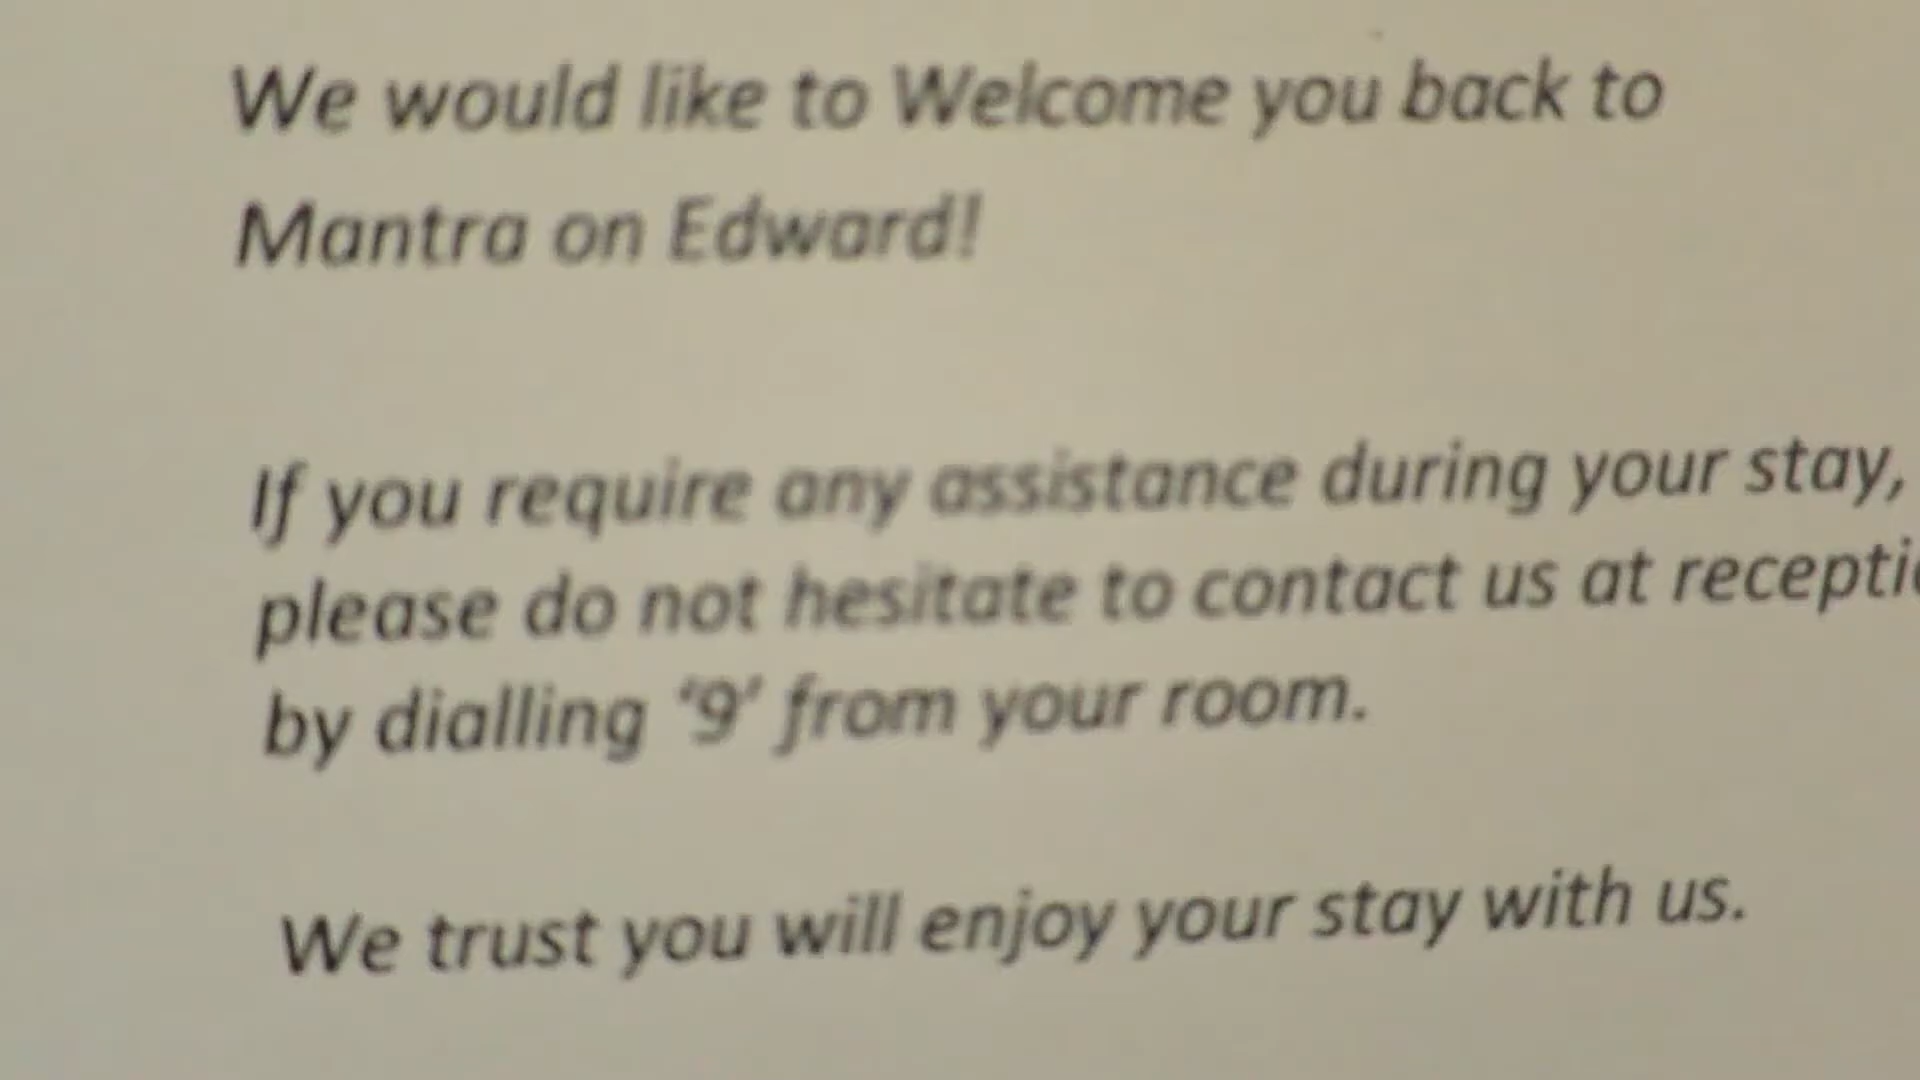 We would like to Welcome you back to
Mantra on Edward!
If you require any assistance during your stay,
please do not hesitate to contact us at recepti
by dialling ‘9’ from your room.
We trust you will enjoy your stay with us.